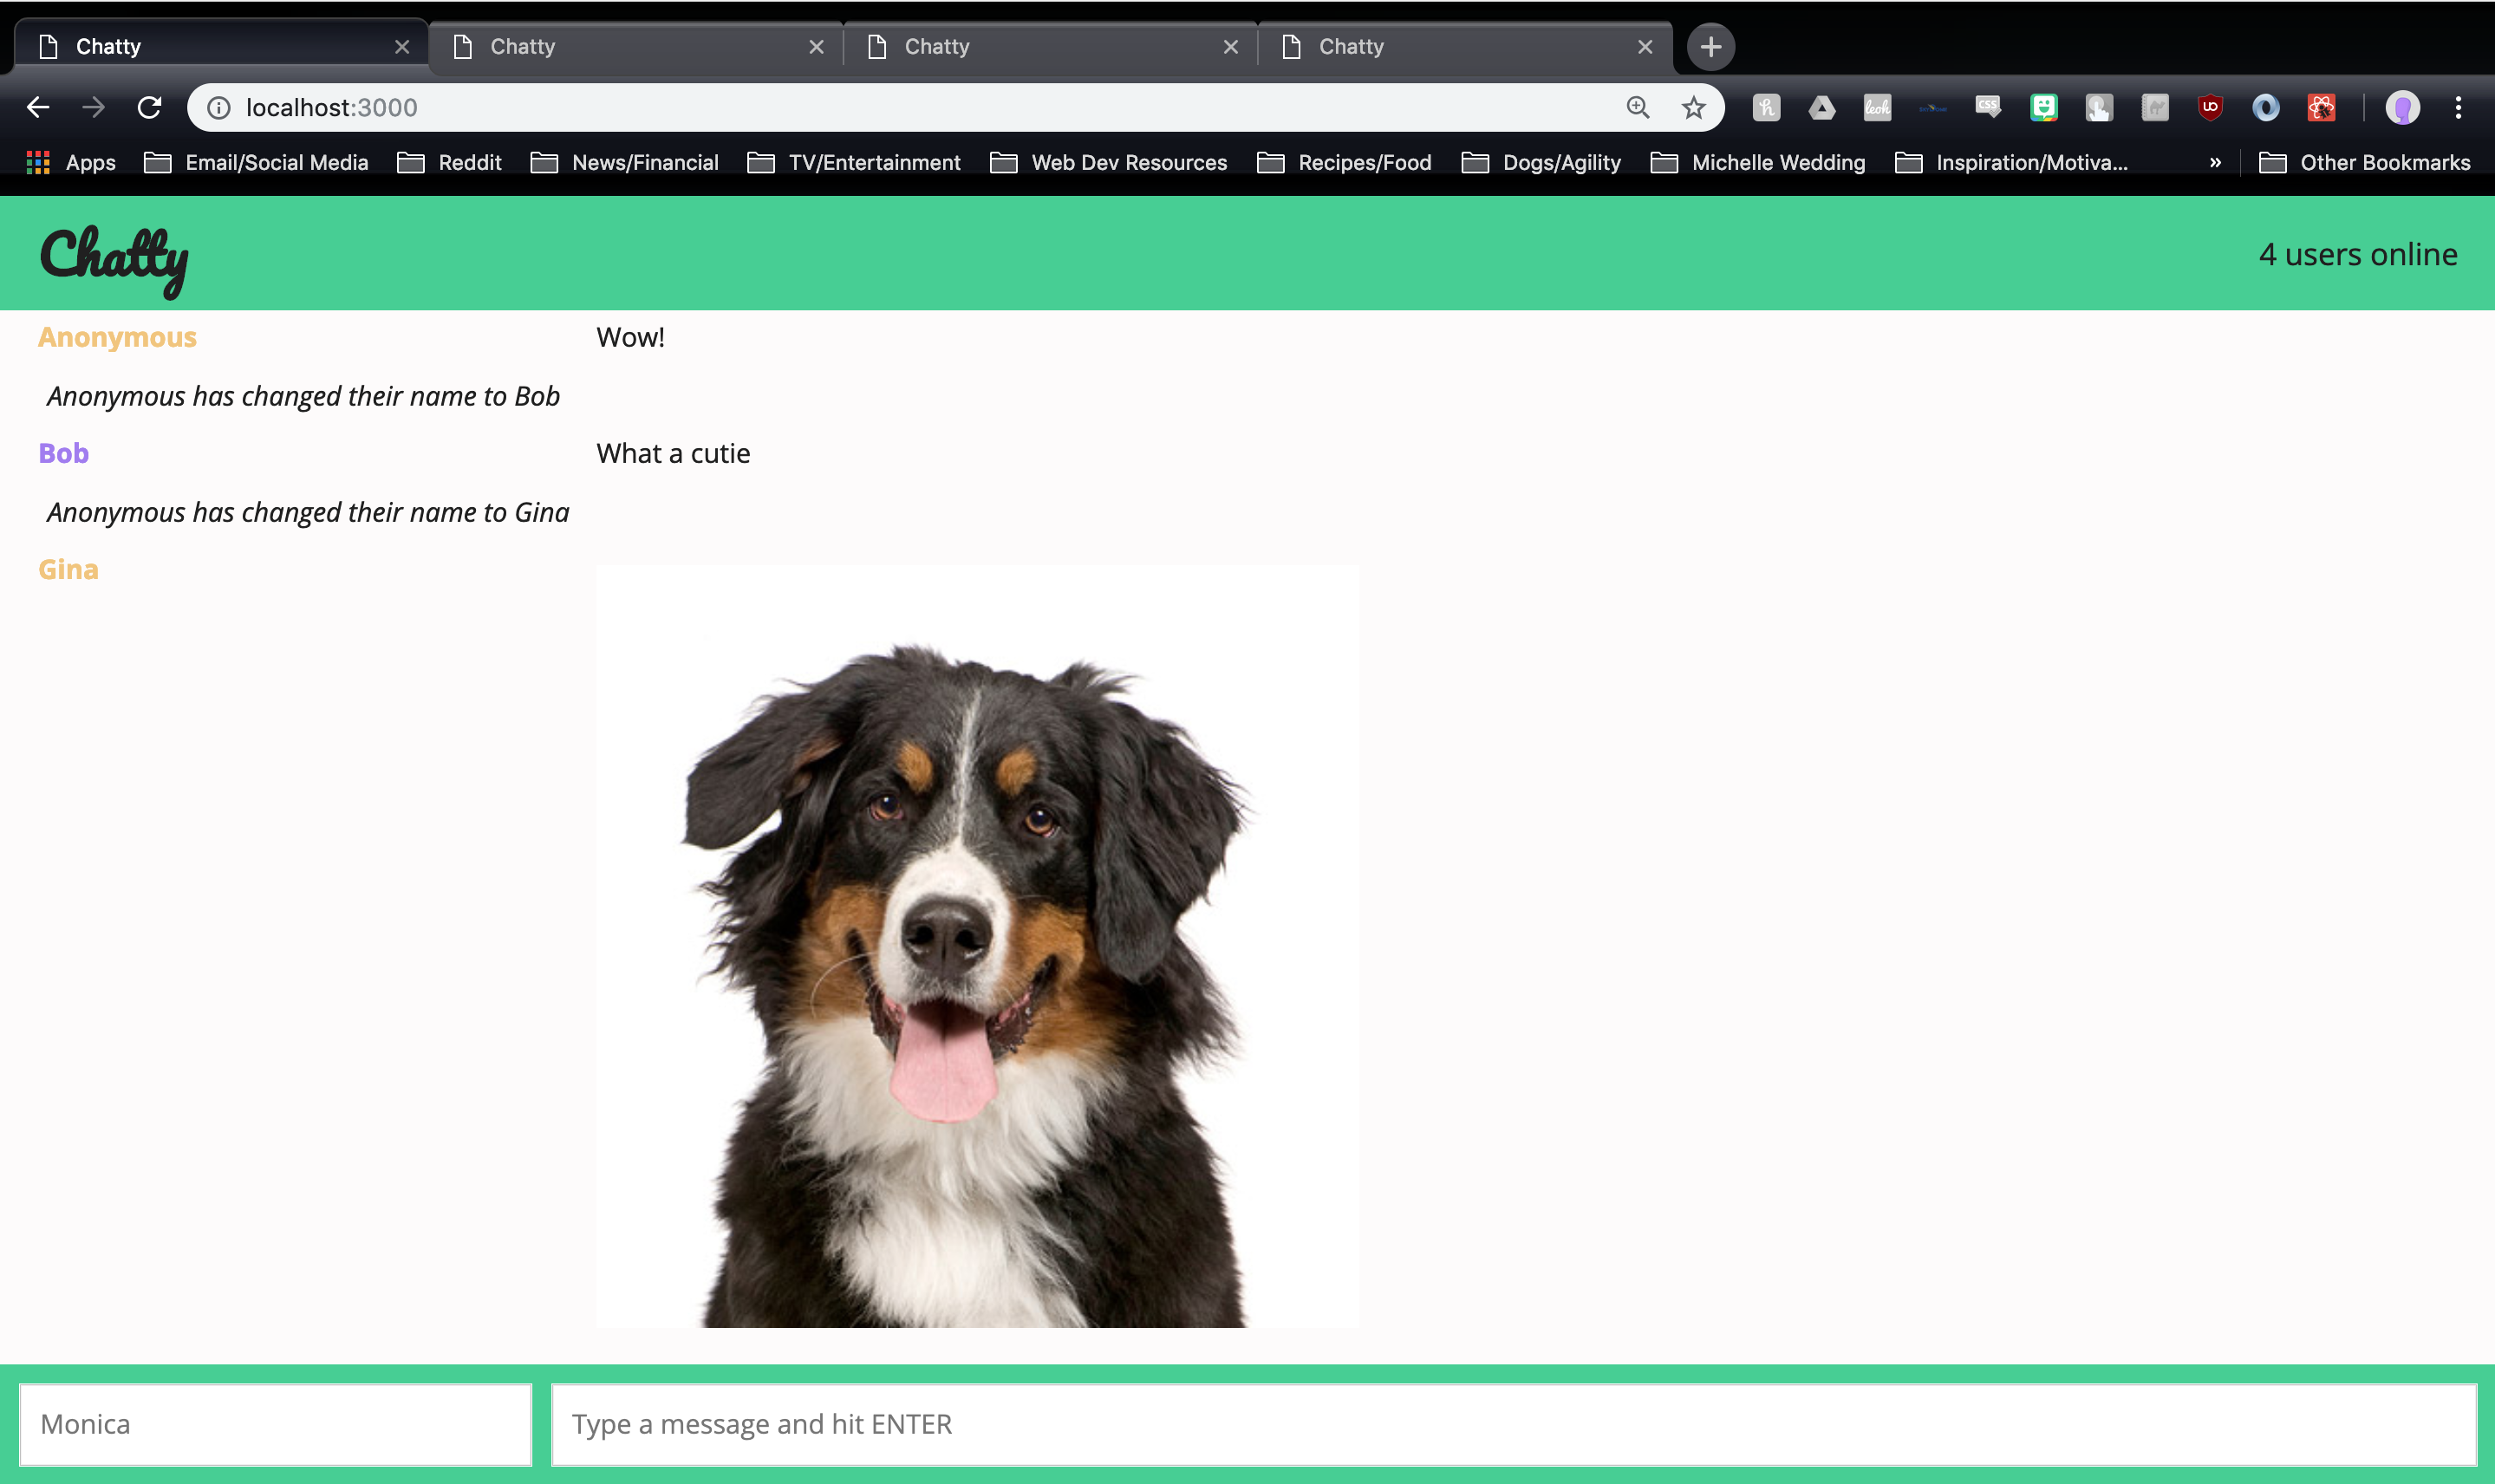 Chatty
Chatty
Chatty
Chatty
localhost:3000
CSS
Apps
Email/Social Media
Reddit
News/Financial
TV/Entertainment
Web Dev Resources
Recipes/Food
Dogs/Agility
Michelle Wedding
Inspiration/Motiva...
»
Other Bookmarks
Chatty
4 users online
Anonymous Wow!
Anonymous has changed their name to Bob
Bob What a cutie
Anonymous has changed their name to Gina
Gina
Monica
Type a message and hit ENTER